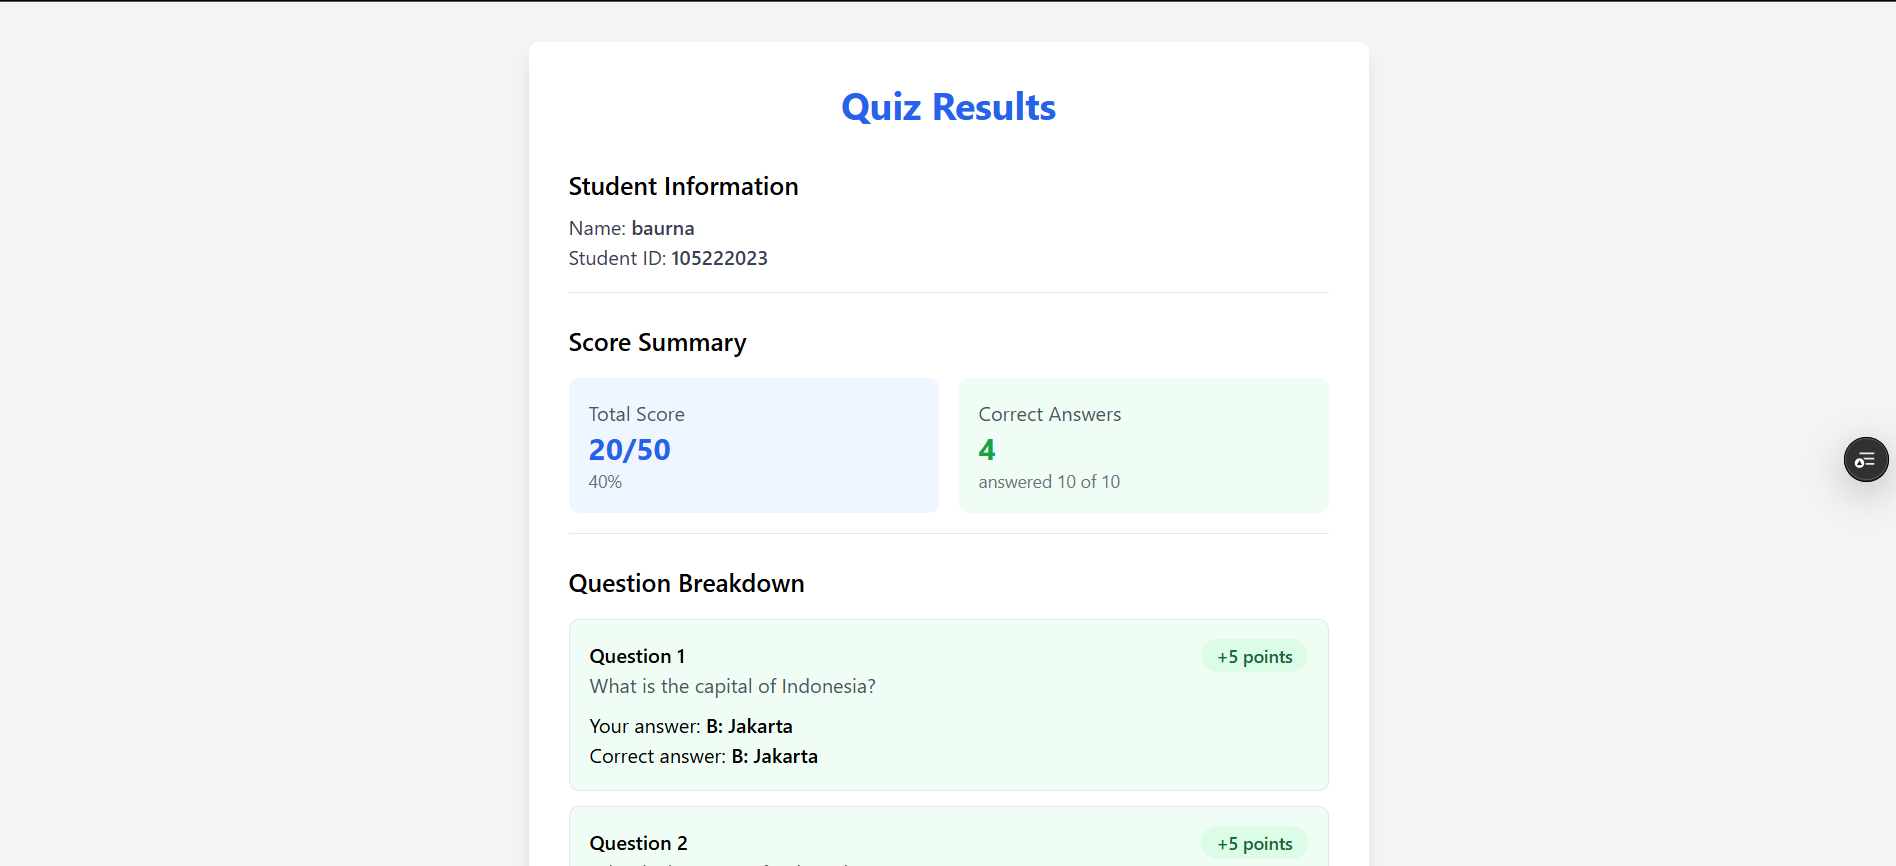 Quiz Results
Student Information
Name: baurna
Student ID: 105222023
Score Summary
Total Score
20/50
40%
Correct Answers
4
answered 10 of 10
Question Breakdown
Question 1
+5 points
What is the capital of Indonesia?
Your answer: B: Jakarta
Correct answer: B: Jakarta
Question 2
+5 points